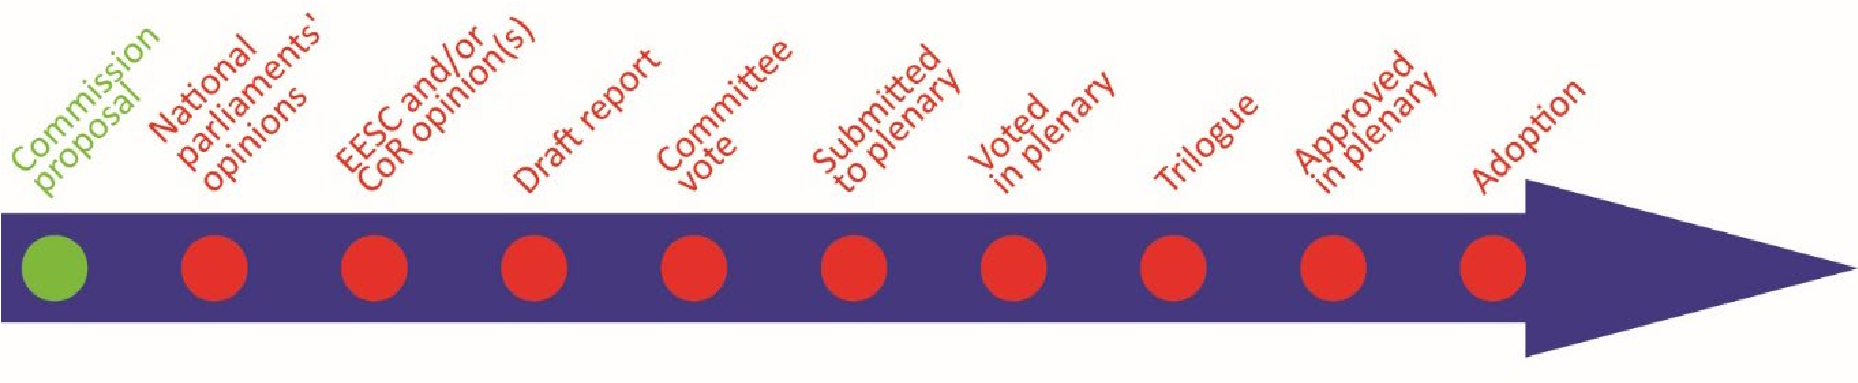 Commission
proposal
National
parliaments'
opinions
EESC and/or
CoR opinion(s)
Draft report
Committee
vote
Submitted
to plenary
Voted
in plenary
Trilogue
Approved
in plenary
Adoption